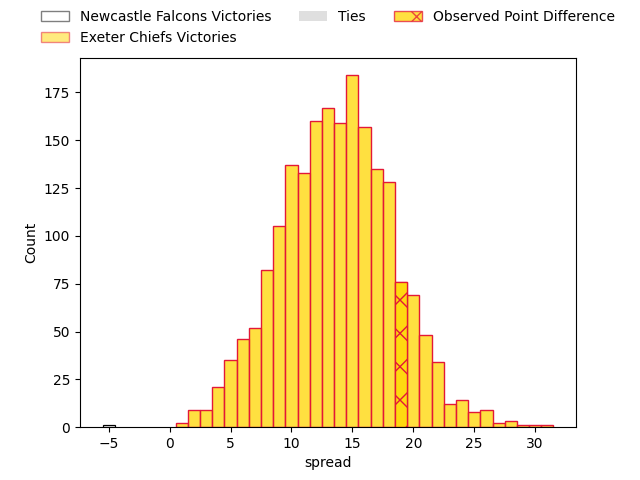 Newcastle Falcons Victories
Ties
Observed Point Difference
Exeter Chiefs Victories
175
150
125
100
75
50
25
0
Count
−5
0
5
10
15
20
25
30
spread